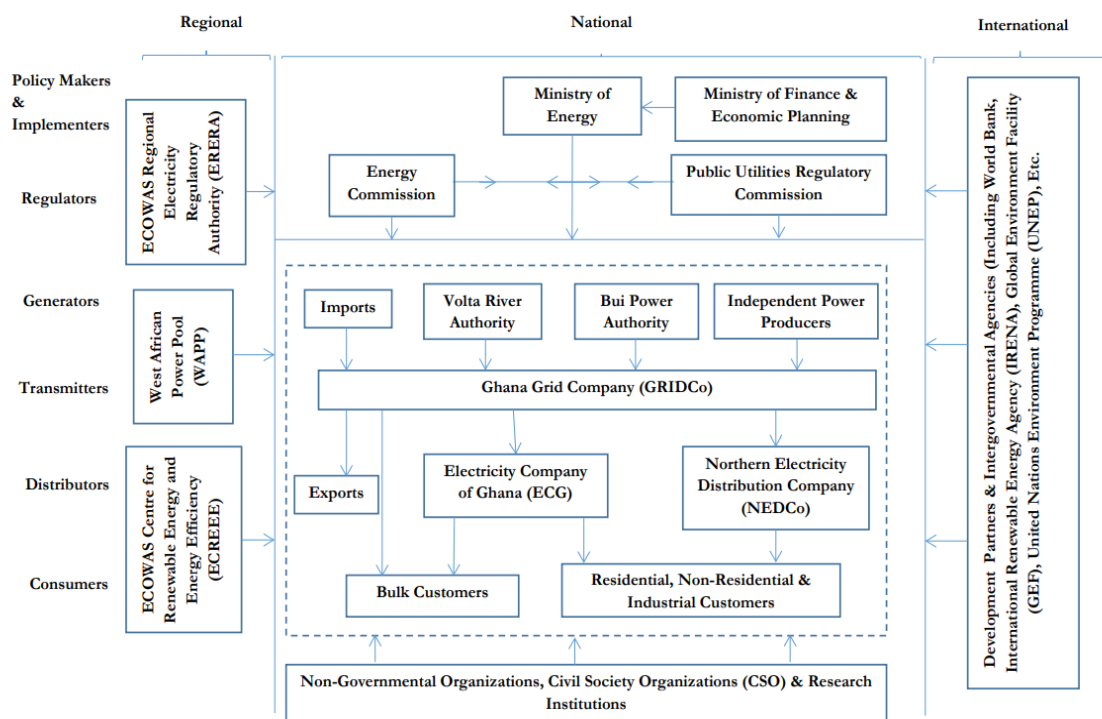 Regional
National
International
Policy Makers
&
Implementers
Regulators
Generators
Transmitters
Distributors
Consumers
ECOWAS Regional
Electricity
Regulatory
Authority (ERERA)
West African
Power Pool
(WAPP)
ECOWAS Centre for
Renewable Energy and
Energy Efficiency
(ECREEE)
Ministry of
Energy
Ministry of Finance &
Economic Planning
Energy
Commission
Public Utilities Regulatory
Commission
Imports
Volta River
Authority
Bui Power
Authority
Independent Power
Producers
Ghana Grid Company (GRIDCo)
Exports
Electricity Company
of Ghana (ECG)
Northern Electricity
Distribution Company
(NEDCo)
Bulk Customers
Residential, Non-Residential &
Industrial Customers
Non-Governmental Organizations, Civil Society Organizations (CSO) & Research
Institutions
Development Partners & Intergovernmental Agencies (Including World Bank,
International Renewable Energy Agency (IRENA), Global Environment Facility
(GEF), United Nations Environment Programme (UNEP), Etc.